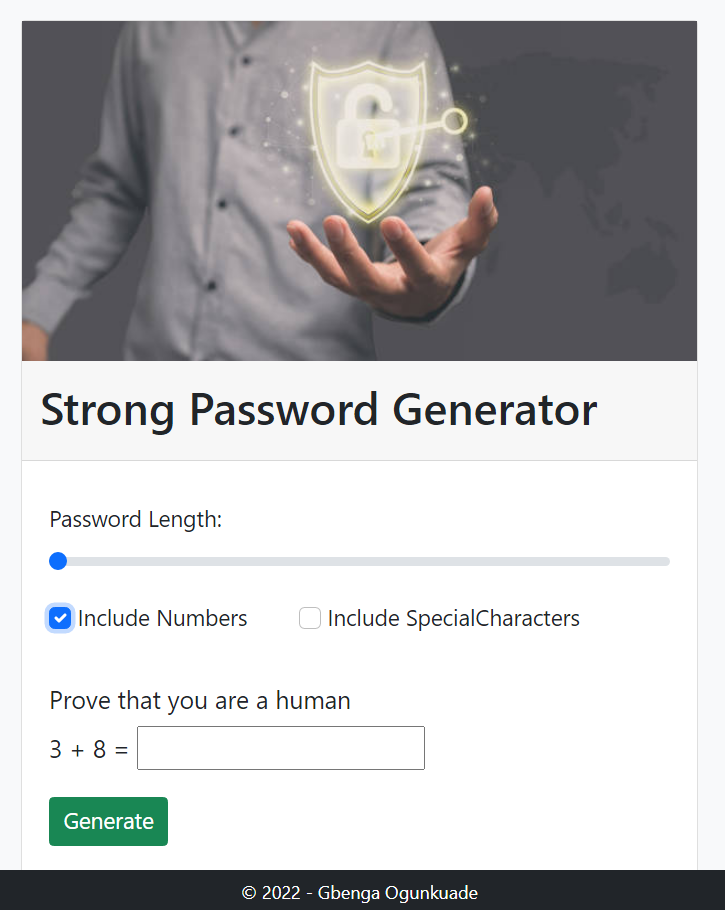 Strong Password Generator
Password Length:
Include Numbers Include SpecialCharacters
Prove that you are a human
3 + 8 =
Generate
© 2022 - Gbenga Ogunkuade